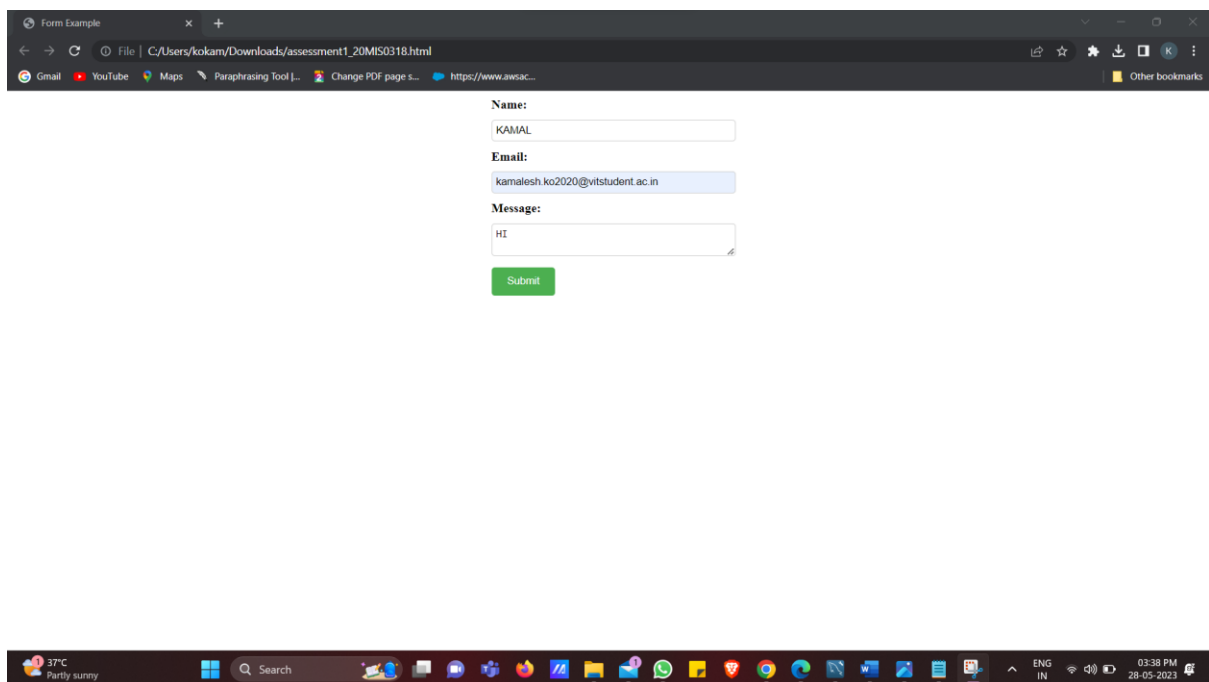 Form Example
File | C:/Users/kokam/Downloads/assessment1_20MIS0318.html
K
Gmail YouTube Maps Paraphrasing Tool |... Change PDF page s... https://www.awsac... Other bookmarks
Name:
KAMAL
Email:
kamalesh.ko2020@vitstudent.ac.in
Message:
HI
Submit
1 37°C
Partly sunny
Search
ENG
IN
03:38 PM
28-05-2023